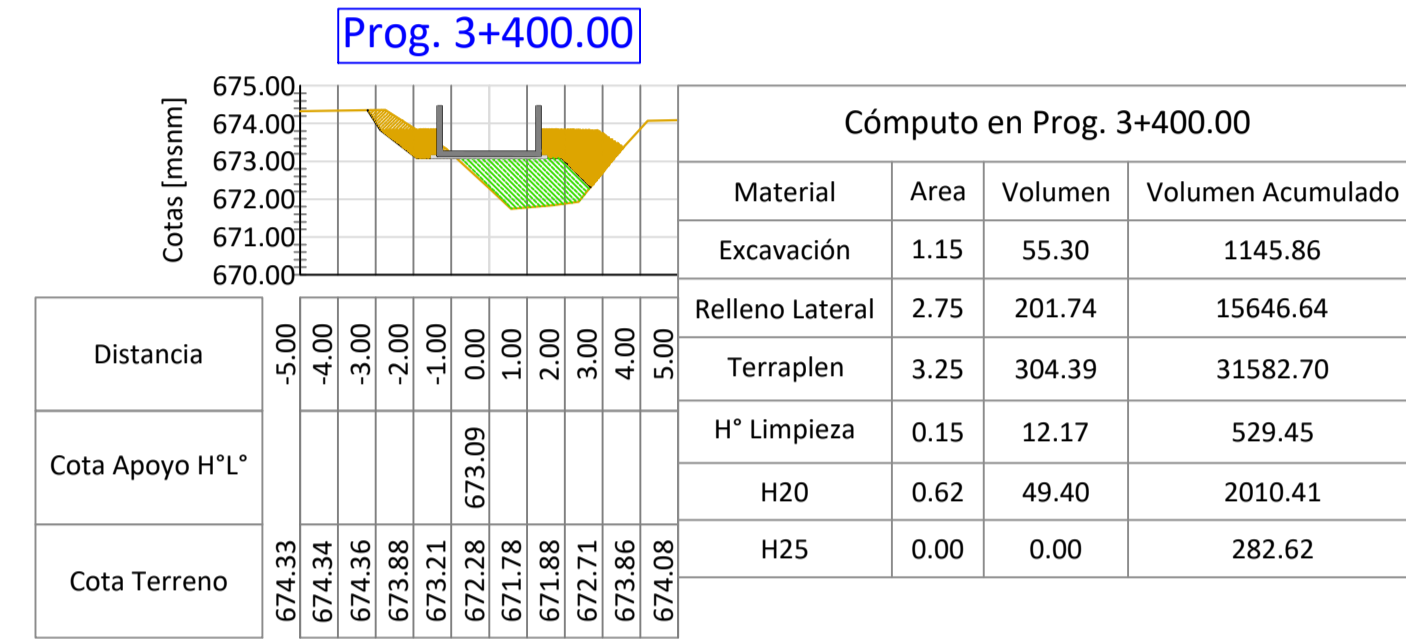 Prog. 3+400.00
Cotas [msnm]
675.00
674.00
673.00
672.00
671.00
670.00
Distancia
-5.00 -4.00 -3.00 -2.00 -1.00 0.00 1.00 2.00 3.00 4.00 5.00
Cota Apoyo H°L°
673.09
Cota Terreno
674.33 674.34 674.36 673.88 673.21 672.28 671.78 671.88 672.71 673.86 674.08
Cómputo en Prog. 3+400.00
Material Area Volumen Volumen Acumulado
Excavación 1.15 55.30 1145.86
Relleno Lateral 2.75 201.74 15646.64
Terraplen 3.25 304.39 31582.70
H° Limpieza 0.15 12.17 529.45
H20 0.62 49.40 2010.41
H25 0.00 0.00 282.62